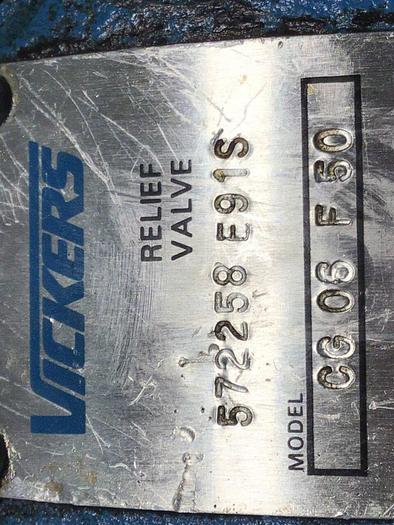 VICKERS
RELIEF
VALVE
572258 E91S
MODEL CG 06 F 50